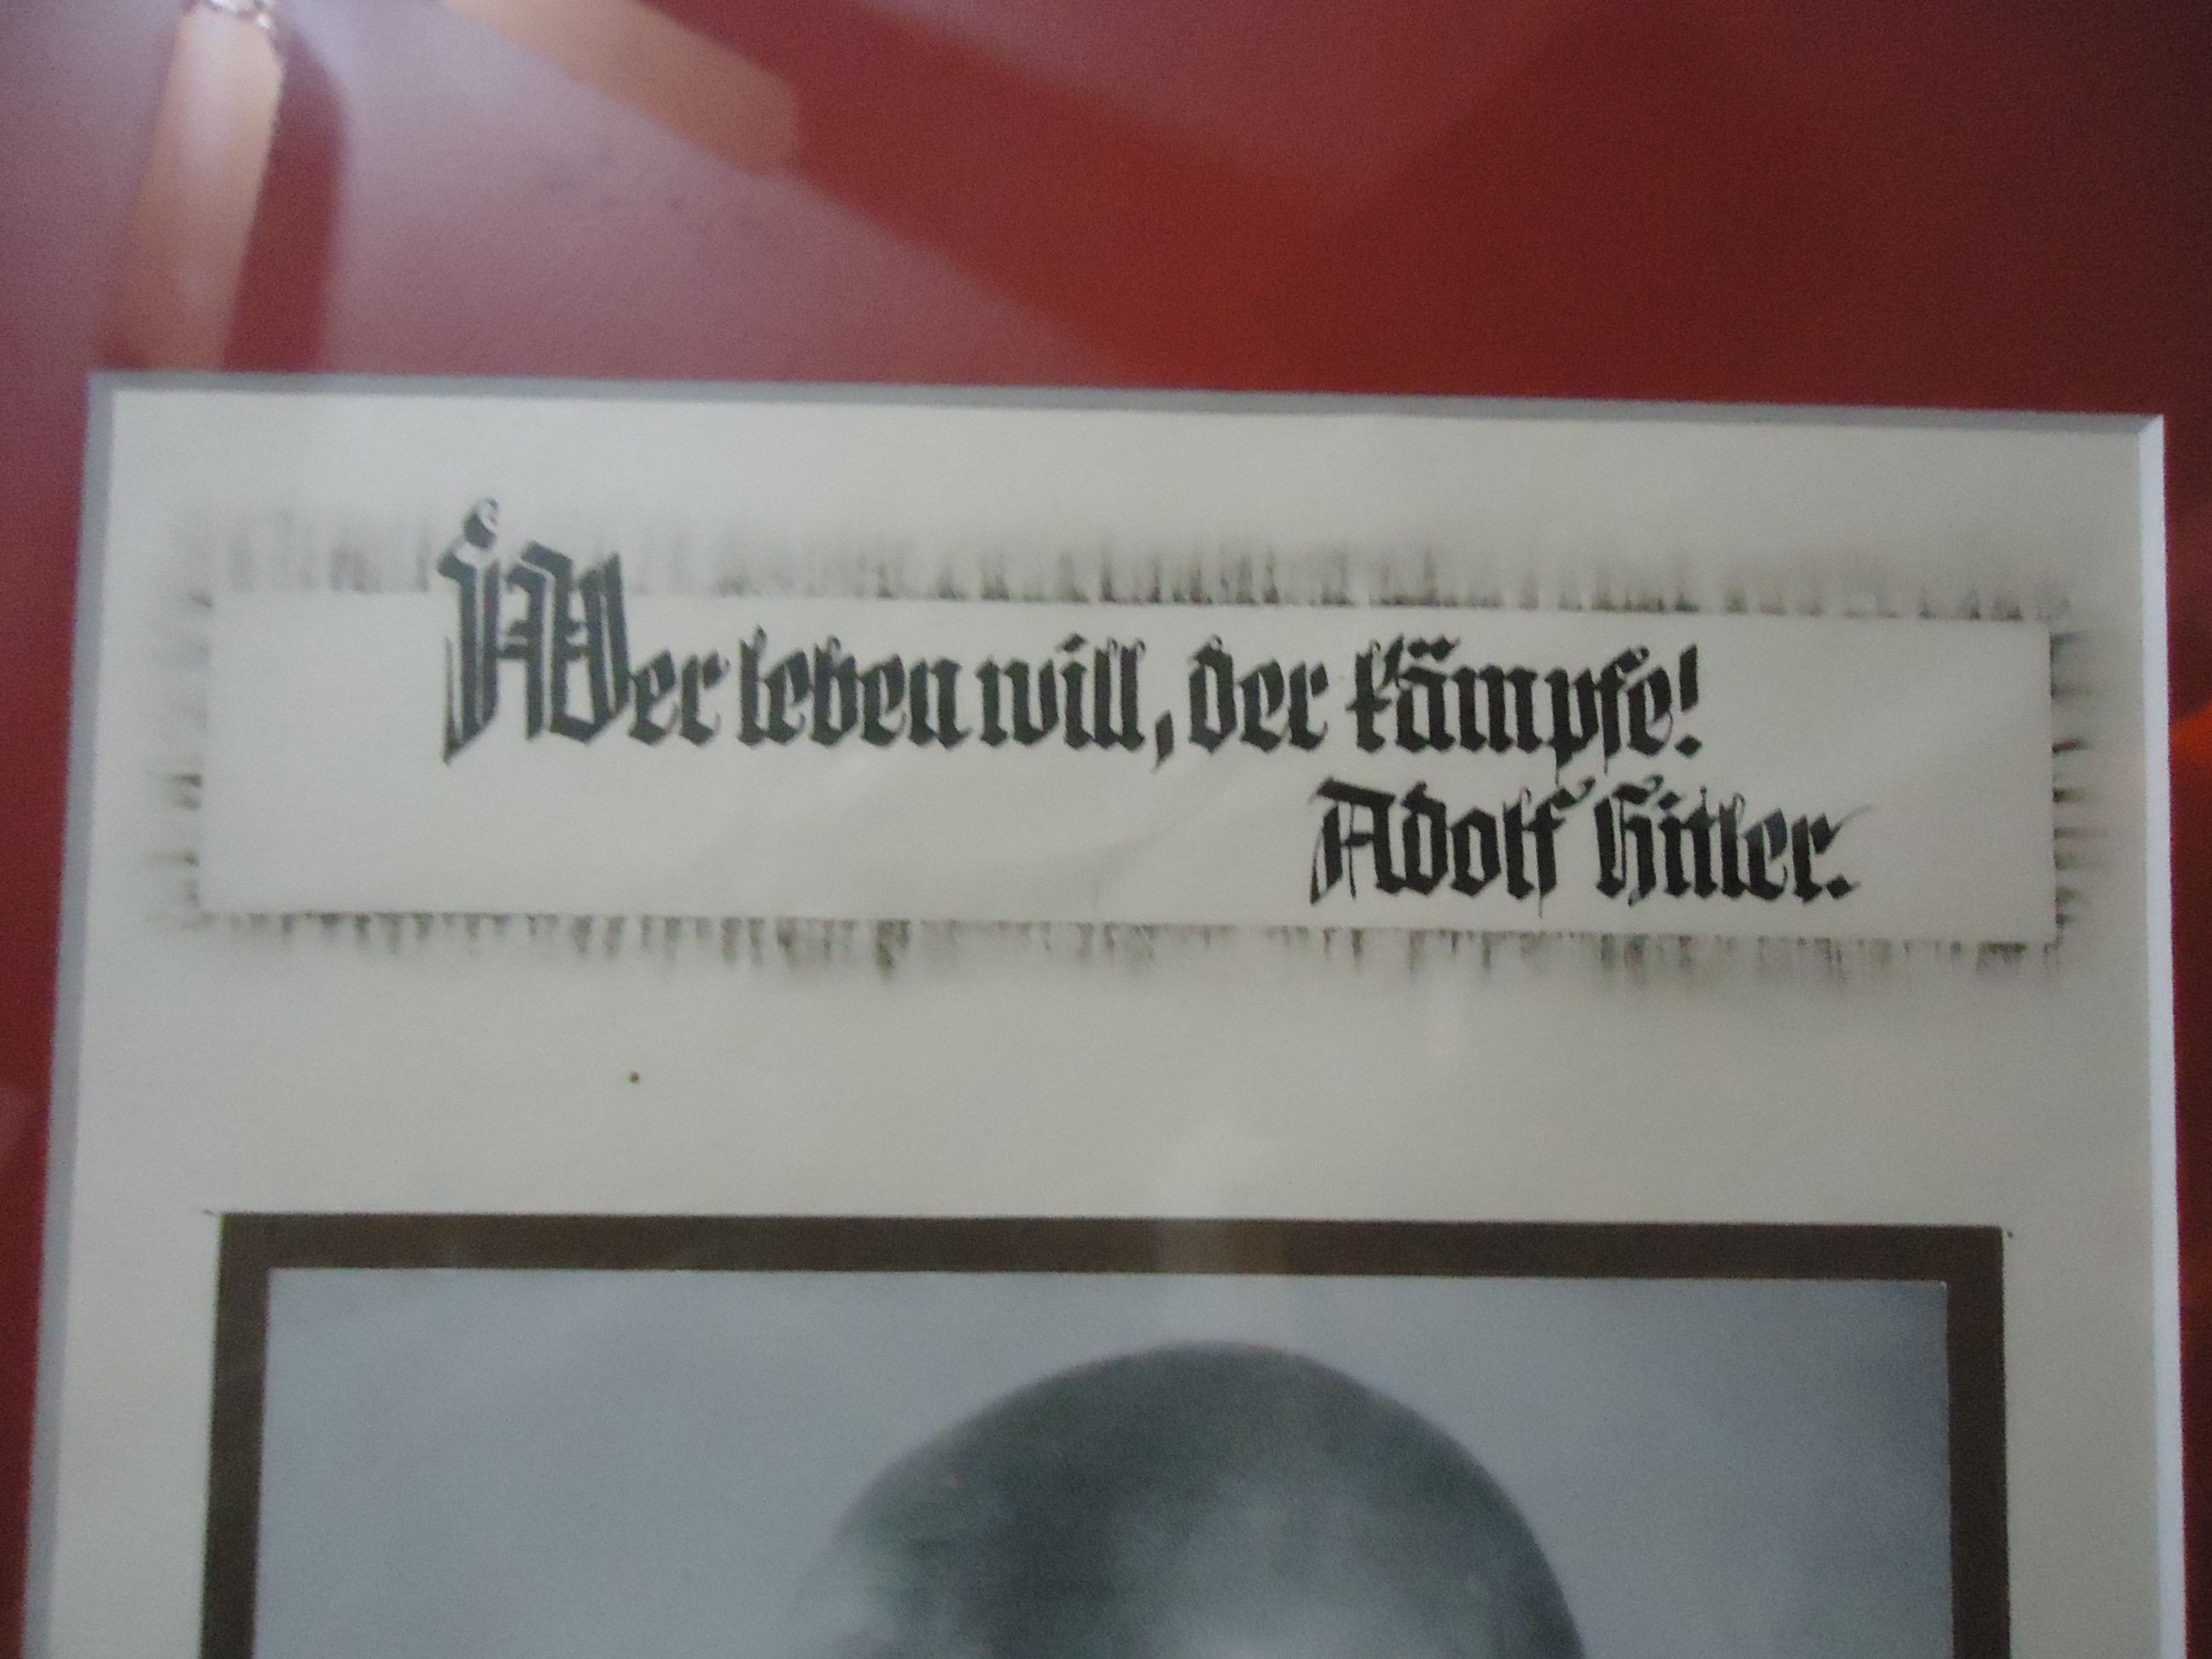 Wer leben will, der kämpfe!
Adolf Hitler.